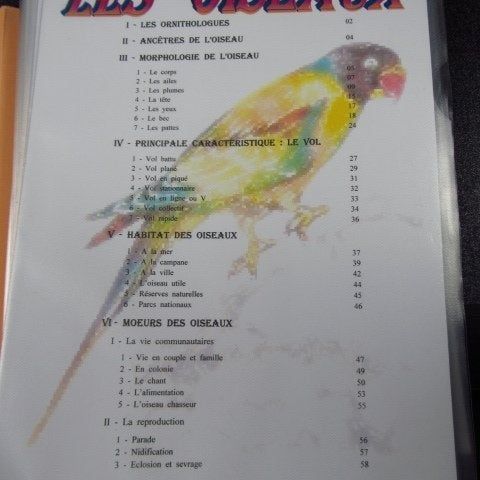 LES OISEAUX
I - LES ORNITHOLOGUES 02
II - ANCÊTRES DE L'OISEAU 04
III - MORPHOLOGIE DE L'OISEAU 05
1 - Le corps 07
2 - Les ailes 09
3 - Les plumes 15
4 - La tête 17
5 - Les yeux 18
6 - Le bec 24
7 - Les pattes
IV - PRINCIPALE CARACTÉRISTIQUE : LE VOL
1 - Vol battu 27
2 - Vol plané 29
3 - Vol en piqué 31
4 - Vol stationnaire 32
5 - Vol en ligne ou V 33
6 - Vol collectif 34
7 - Vol rapide 36
V - HABITAT DES OISEAUX
1 - A la mer 37
2 - A la campane 39
3 - A la ville 42
4 - L'oiseau utile 44
5 - Réserves naturelles 45
6 - Parcs nationaux 46
VI - MOEURS DES OISEAUX
I - La vie communautaires
1 - Vie en couple et famille 47
2 - En colonie 49
3 - Le chant 50
4 - L'alimentation 53
5 - L'oiseau chasseur 55
II - La reproduction
1 - Parade 56
2 - Nidification 57
3 - Eclosion et sevrage 58